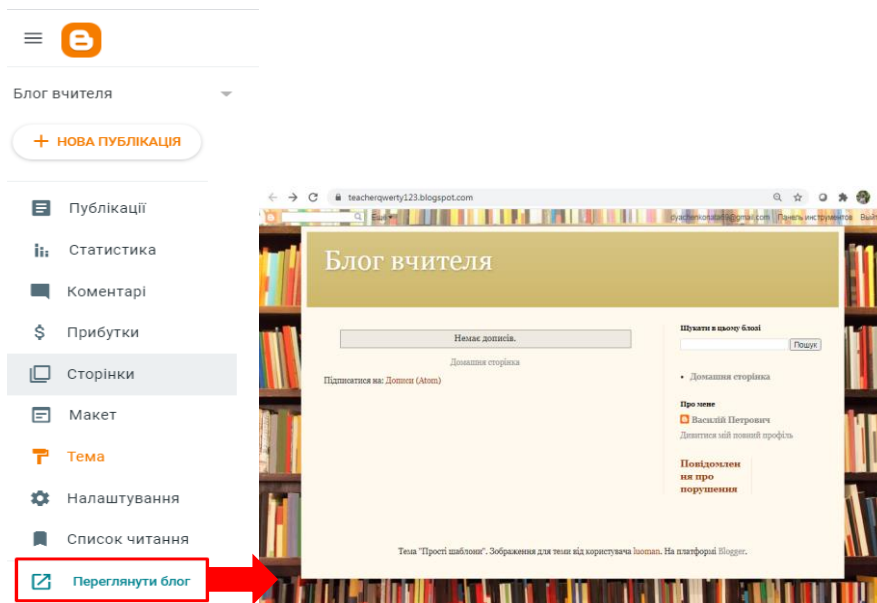 Блог вчителя
+ НОВА ПУБЛІКАЦІЯ
Публікації
Статистика
Коментарі
Прибутки
Сторінки
Макет
Тема
Налаштування
Список читання
Переглянути блог
teacherqwerty123.blogspot.com
Еще
Панель инструментов Выйт
Блог вчителя
Немає дописів.
Домашня сторінка
Підписатися на: Дописи (Atom)
Шукати в цьому блозі
Пошук
• Домашня сторінка
Про мене
Василій Петрович
Дивитися мій повний профіль
Повідомлен
ня про
порушення
Тема "Прості шаблони". Зображення для теми від користувача luoman. На платформі Blogger.